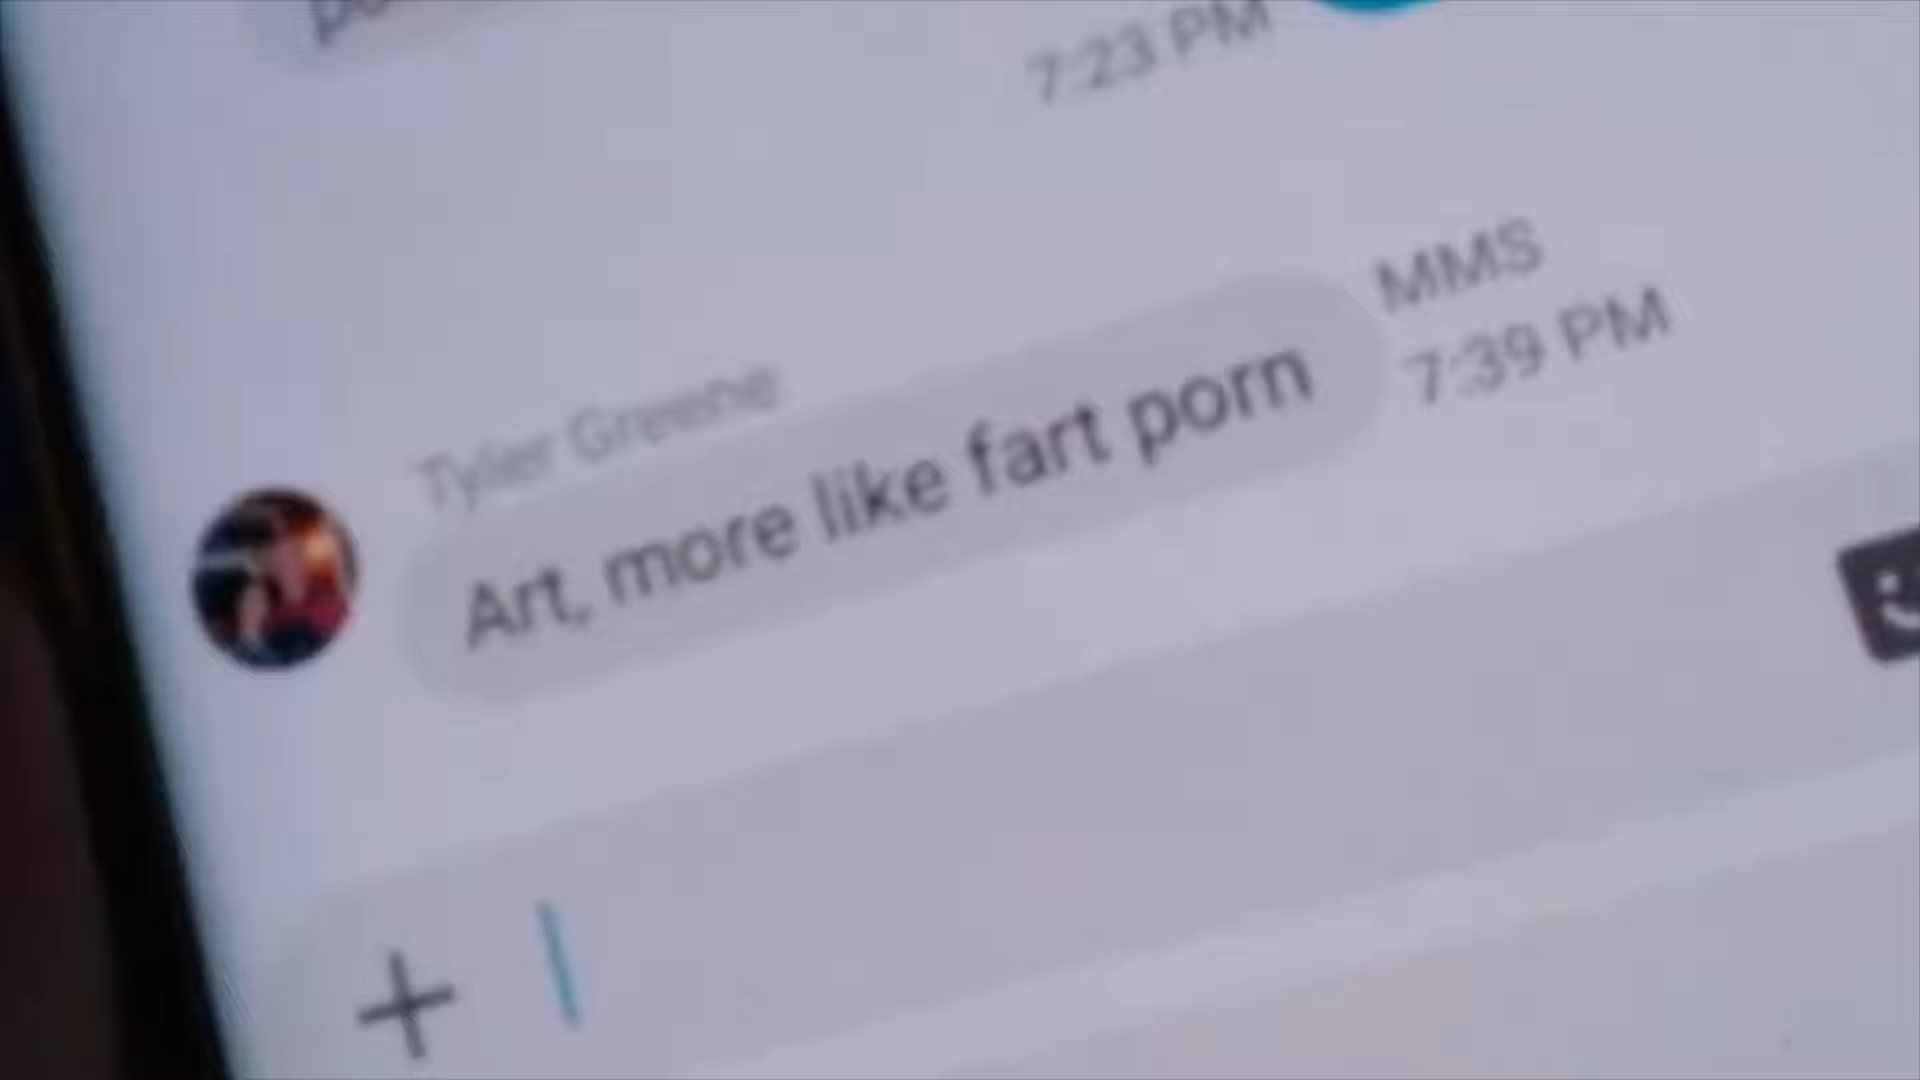 7:23 PM
MMS
7:39 PM
Tyler Greene
Art, more like fart porn